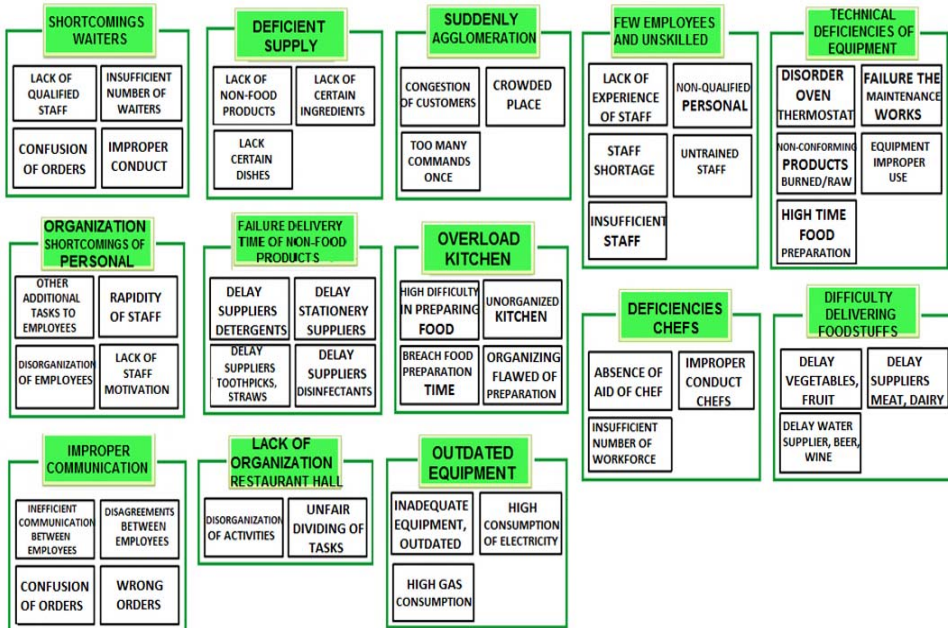 SHORTCOMINGS
WAITERS
LACK OF
QUALIFIED
STAFF
INSUFFICIENT
NUMBER OF
WAITERS
CONFUSION
OF ORDERS
IMPROPER
CONDUCT
DEFICIENT
SUPPLY
LACK OF
NON-FOOD
PRODUCTS
LACK OF
CERTAIN
INGREDIENTS
LACK
CERTAIN
DISHES
SUDDENLY
AGGLOMERATION
CONGESTION
OF CUSTOMERS
CROWDED
PLACE
TOO MANY
COMMANDS
ONCE
FEW EMPLOYEES
AND UNSKILLED
LACK OF
EXPERIENCE
OF STAFF
NON-QUALIFIED
PERSONAL
STAFF
SHORTAGE
UNTRAINED
STAFF
INSUFFICIENT
STAFF
TECHNICAL
DEFICIENCIES OF
EQUIPMENT
DISORDER
OVEN
THERMOSTAT
FAILURE THE
MAINTENANCE
WORKS
NON-CONFORMING
PRODUCTS
BURNED/RAW
EQUIPMENT
IMPROPER
USE
HIGH TIME
FOOD
PREPARATION
ORGANIZATION
SHORTCOMINGS OF
PERSONAL
OTHER
ADDITIONAL
TASKS TO
EMPLOYEES
RAPIDITY
OF STAFF
DISORGANIZATION
OF EMPLOYEES
LACK OF
STAFF
MOTIVATION
FAILURE DELIVERY
TIME OF NON-FOOD
PRODUCTS
DELAY
SUPPLIERS
DETERGENTS
DELAY
STATIONERY
SUPPLIERS
DELAY
SUPPLIERS
TOOTHPICKS,
STRAWS
DELAY
SUPPLIERS
DISINFECTANTS
OVERLOAD
KITCHEN
HIGH DIFFICULTY
IN PREPARING
FOOD
UNORGANIZED
KITCHEN
BREACH FOOD
PREPARATION
TIME
ORGANIZING
FLAWED OF
PREPARATION
DEFICIENCIES
CHEFS
ABSENCE OF
AID OF CHEF
IMPROPER
CONDUCT
CHEFS
INSUFFICIENT
NUMBER OF
WORKFORCE
DIFFICULTY
DELIVERING
FOODSTUFFS
DELAY
VEGETABLES,
FRUIT
DELAY
SUPPLIERS
MEAT, DAIRY
DELAY WATER
SUPPLIER, BEER,
WINE
IMPROPER
COMMUNICATION
INEFFICIENT
COMMUNICATION
BETWEEN
EMPLOYEES
DISAGREEMENTS
BETWEEN
EMPLOYEES
CONFUSION
OF ORDERS
WRONG
ORDERS
LACK OF
ORGANIZATION
RESTAURANT HALL
DISORGANIZATION
OF ACTIVITIES
UNFAIR
DIVIDING OF
TASKS
OUTDATED
EQUIPMENT
INADEQUATE
EQUIPMENT,
OUTDATED
HIGH
CONSUMPTION
OF ELECTRICITY
HIGH GAS
CONSUMPTION